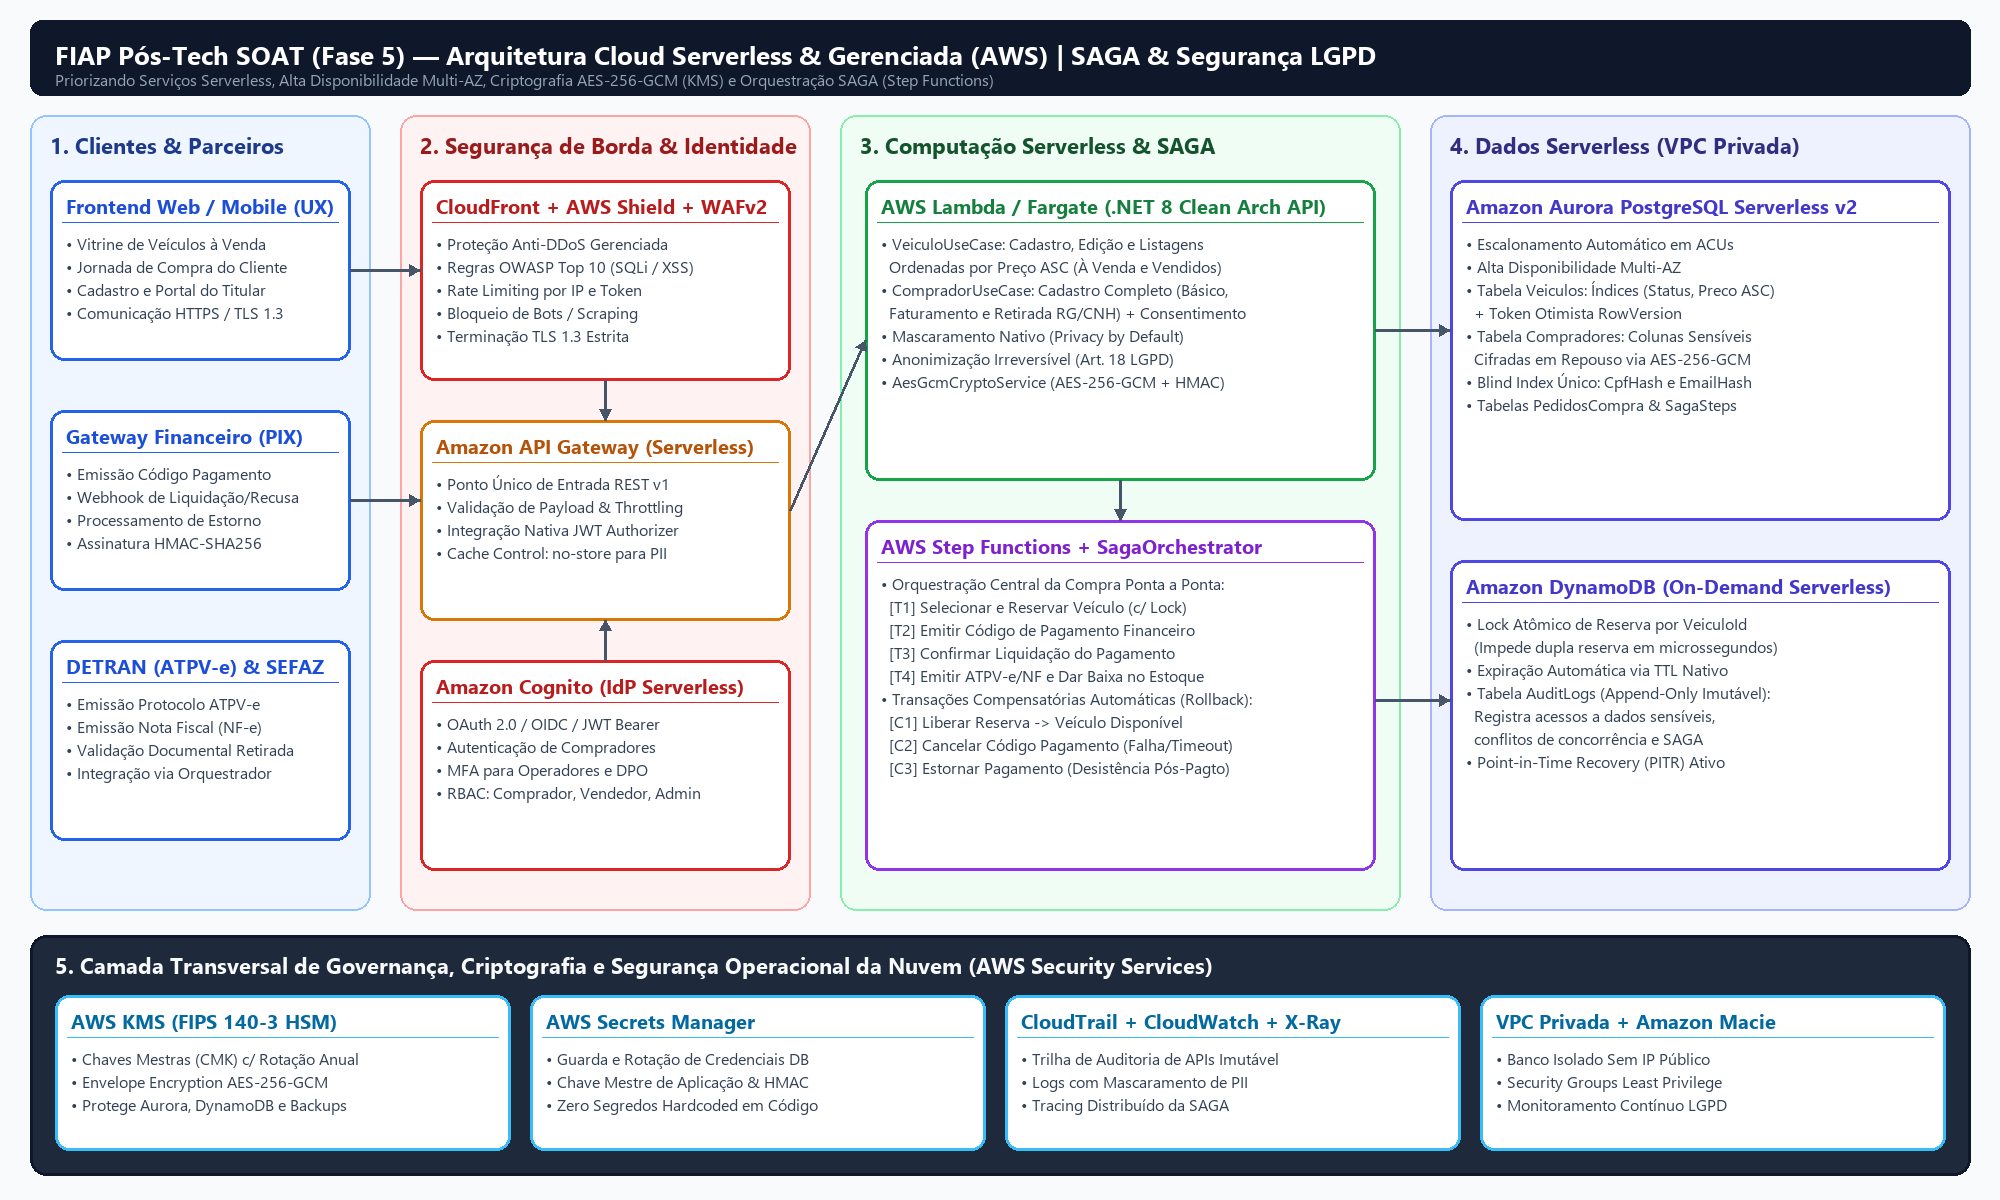 FIAP Pós-Tech SOAT (Fase 5) — Arquitetura Cloud Serverless & Gerenciada (AWS) | SAGA & Segurança LGPD
Priorizando Serviços Serverless, Alta Disponibilidade Multi-AZ, Criptografia AES-256-GCM (KMS) e Orquestração SAGA (Step Functions)
1. Clientes & Parceiros
Frontend Web / Mobile (UX)
• Vitrine de Veículos à Venda
• Jornada de Compra do Cliente
• Cadastro e Portal do Titular
• Comunicação HTTPS / TLS 1.3
Gateway Financeiro (PIX)
• Emissão Código Pagamento
• Webhook de Liquidação/Recusa
• Processamento de Estorno
• Assinatura HMAC-SHA256
DETRAN (ATPV-e) & SEFAZ
• Emissão Protocolo ATPV-e
• Emissão Nota Fiscal (NF-e)
• Validação Documental Retirada
• Integração via Orquestrador
2. Segurança de Borda & Identidade
CloudFront + AWS Shield + WAFv2
• Proteção Anti-DDoS Gerenciada
• Regras OWASP Top 10 (SQLi / XSS)
• Rate Limiting por IP e Token
• Bloqueio de Bots / Scraping
• Terminação TLS 1.3 Estrita
Amazon API Gateway (Serverless)
• Ponto Único de Entrada REST v1
• Validação de Payload & Throttling
• Integração Nativa JWT Authorizer
• Cache Control: no-store para PII
Amazon Cognito (IdP Serverless)
• OAuth 2.0 / OIDC / JWT Bearer
• Autenticação de Compradores
• MFA para Operadores e DPO
• RBAC: Comprador, Vendedor, Admin
3. Computação Serverless & SAGA
AWS Lambda / Fargate (.NET 8 Clean Arch API)
• VeiculoUseCase: Cadastro, Edição e Listagens
Ordenadas por Preço ASC (À Venda e Vendidos)
• CompradorUseCase: Cadastro Completo (Básico,
Faturamento e Retirada RG/CNH) + Consentimento
• Mascaramento Nativo (Privacy by Default)
• Anonimização Irreversível (Art. 18 LGPD)
• AesGcmCryptoService (AES-256-GCM + HMAC)
AWS Step Functions + SagaOrchestrator
• Orquestração Central da Compra Ponta a Ponta:
[T1] Selecionar e Reservar Veículo (c/ Lock)
[T2] Emitir Código de Pagamento Financeiro
[T3] Confirmar Liquidação do Pagamento
[T4] Emitir ATPV-e/NF e Dar Baixa no Estoque
• Transações Compensatórias Automáticas (Rollback):
[C1] Liberar Reserva -> Veículo Disponível
[C2] Cancelar Código Pagamento (Falha/Timeout)
[C3] Estornar Pagamento (Desistência Pós-Pagto)
4. Dados Serverless (VPC Privada)
Amazon Aurora PostgreSQL Serverless v2
• Escalonamento Automático em ACUs
• Alta Disponibilidade Multi-AZ
• Tabela Veiculos: Índices (Status, Preco ASC)
+ Token Otimista RowVersion
• Tabela Compradores: Colunas Sensíveis
Cifradas em Repouso via AES-256-GCM
• Blind Index Único: CpfHash e EmailHash
• Tabelas PedidosCompra & SagaSteps
Amazon DynamoDB (On-Demand Serverless)
• Lock Atômico de Reserva por VeiculoId
(Impede dupla reserva em microssegundos)
• Expiração Automática via TTL Nativo
• Tabela AuditLogs (Append-Only Imutável):
Registra acessos a dados sensíveis,
conflitos de concorrência e SAGA
• Point-in-Time Recovery (PITR) Ativo
5. Camada Transversal de Governança, Criptografia e Segurança Operacional da Nuvem (AWS Security Services)
AWS KMS (FIPS 140-3 HSM)
• Chaves Mestras (CMK) c/ Rotação Anual
• Envelope Encryption AES-256-GCM
• Protege Aurora, DynamoDB e Backups
AWS Secrets Manager
• Guarda e Rotação de Credenciais DB
• Chave Mestre de Aplicação & HMAC
• Zero Segredos Hardcoded em Código
CloudTrail + CloudWatch + X-Ray
• Trilha de Auditoria de APIs Imutável
• Logs com Mascaramento de PII
• Tracing Distribuído da SAGA
VPC Privada + Amazon Macie
• Banco Isolado Sem IP Público
• Security Groups Least Privilege
• Monitoramento Contínuo LGPD